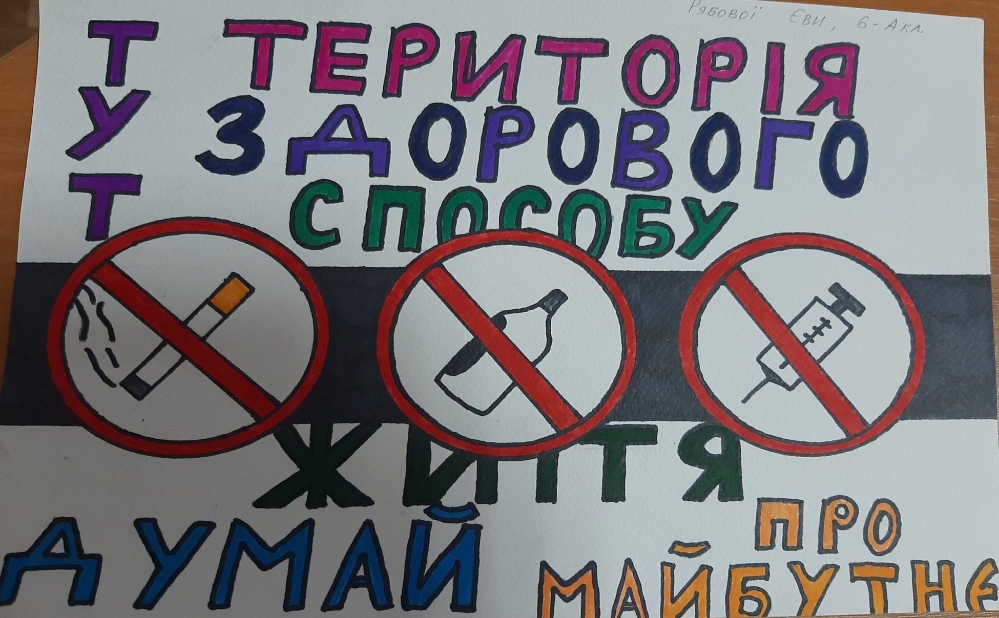 Рябової Єви, 6-А кл.
ТУТ
ТЕРИТОРІЯ
ЗДОРОВОГО
СПОСОБУ
ЖИТТЯ
ДУМАЙ
ПРО
МАЙБУТНЄ